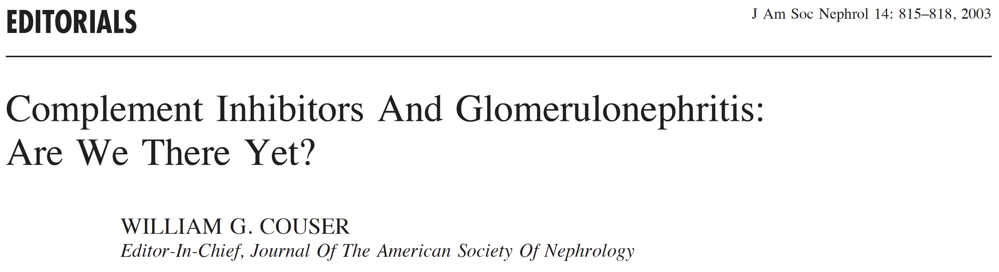 EDITORIALS
J Am Soc Nephrol 14: 815–818, 2003
Complement Inhibitors And Glomerulonephritis:
Are We There Yet?
WILLIAM G. COUSER
Editor-In-Chief, Journal Of The American Society Of Nephrology